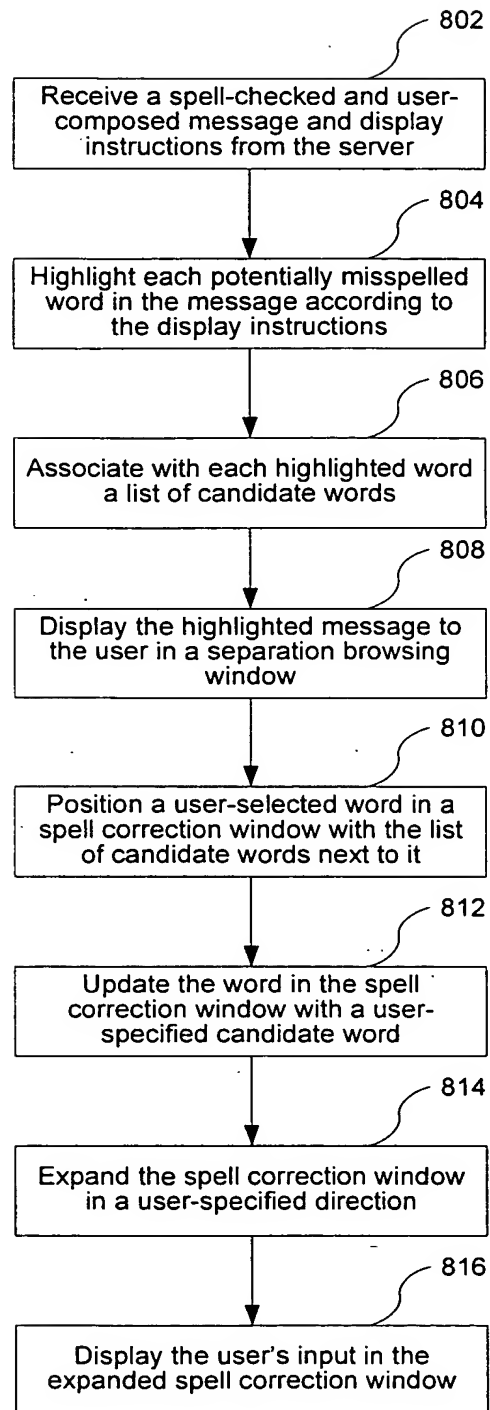 802
Receive a spell-checked and user-
composed message and display
instructions from the server
804
Highlight each potentially misspelled
word in the message according to
the display instructions
806
Associate with each highlighted word
a list of candidate words
808
Display the highlighted message to
the user in a separation browsing
window
810
Position a user-selected word in a
spell correction window with the list
of candidate words next to it
812
Update the word in the spell
correction window with a user-
specified candidate word
814
Expand the spell correction window
in a user-specified direction
816
Display the user's input in the
expanded spell correction window